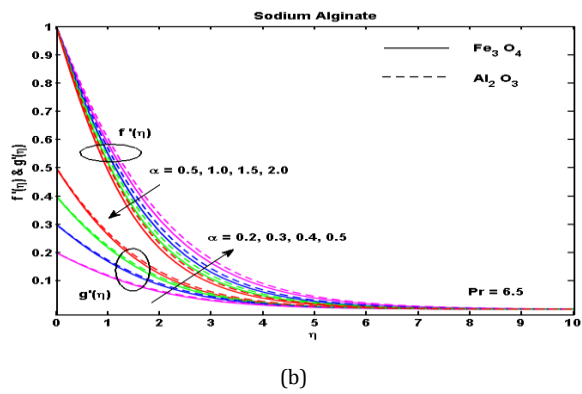 Sodium Alginate
Fe3 O4
Al2 O3
f '(η)
α = 0.5, 1.0, 1.5, 2.0
α = 0.2, 0.3, 0.4, 0.5
g'(η)
Pr = 6.5
f'(η) & g'(η)
1
0.9
0.8
0.7
0.6
0.5
0.4
0.3
0.2
0.1
0 1 2 3 4 5 6 7 8 9 10
η
(b)